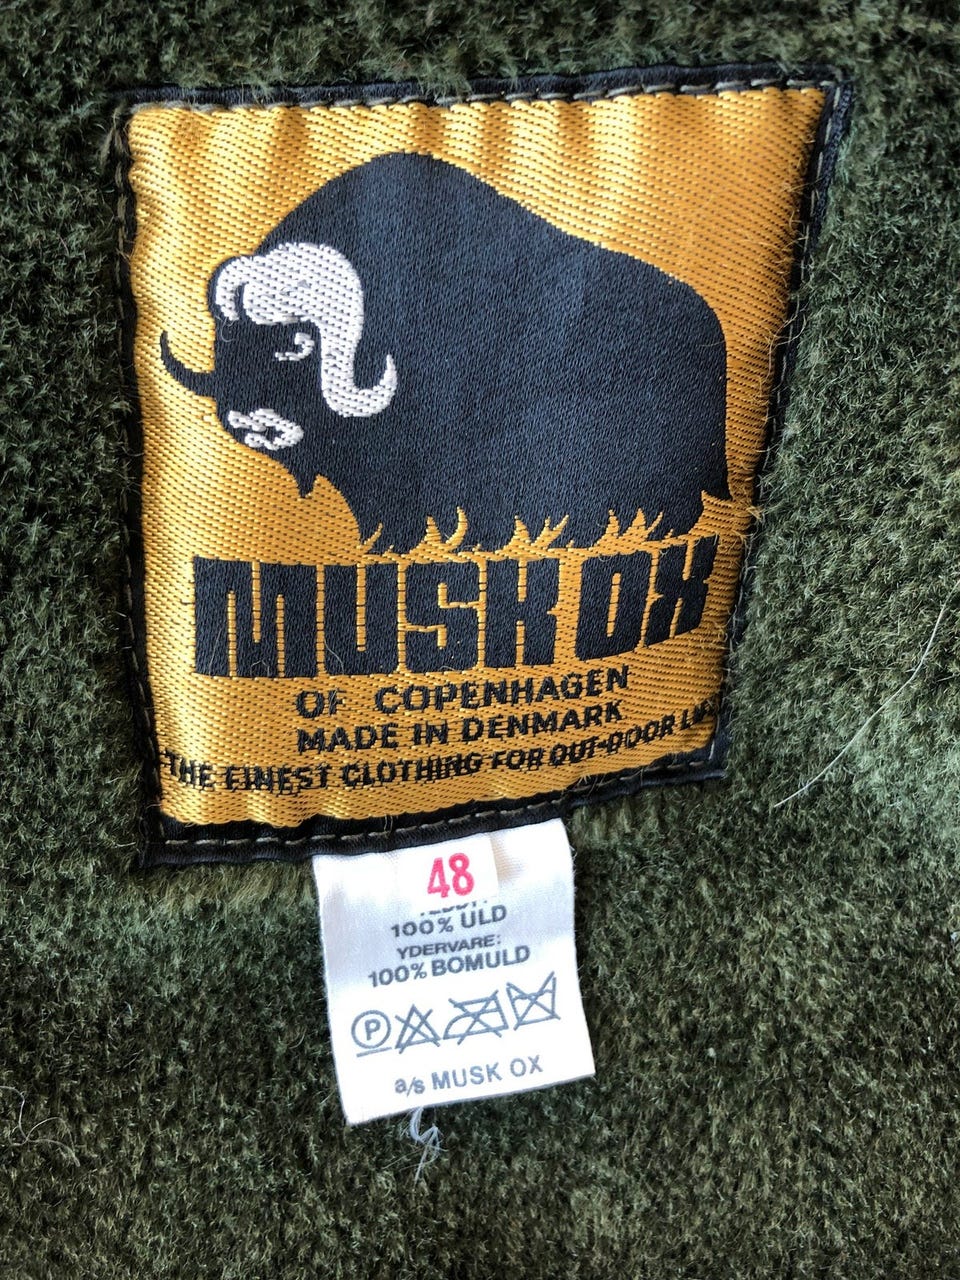 MUSK OX
OF COPENHAGEN
MADE IN DENMARK
THE FINEST CLOTHING FOR OUT-DOOR
48
100% ULD
YDERVARE:
100% BOMULD
P
a/s MUSK OX